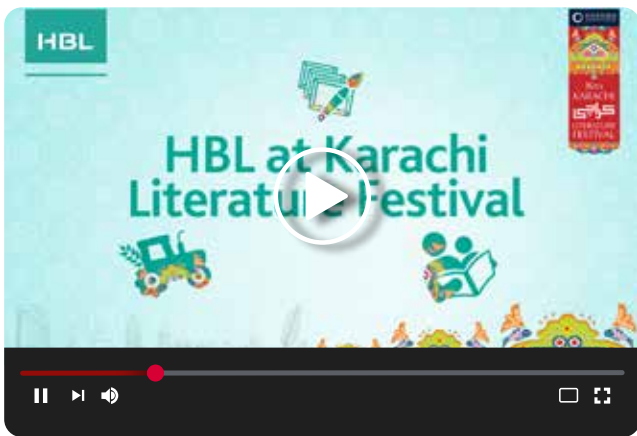 HBL
KARACHI
LITERATURE
FESTIVAL
HBL at Karachi
Literature Festival